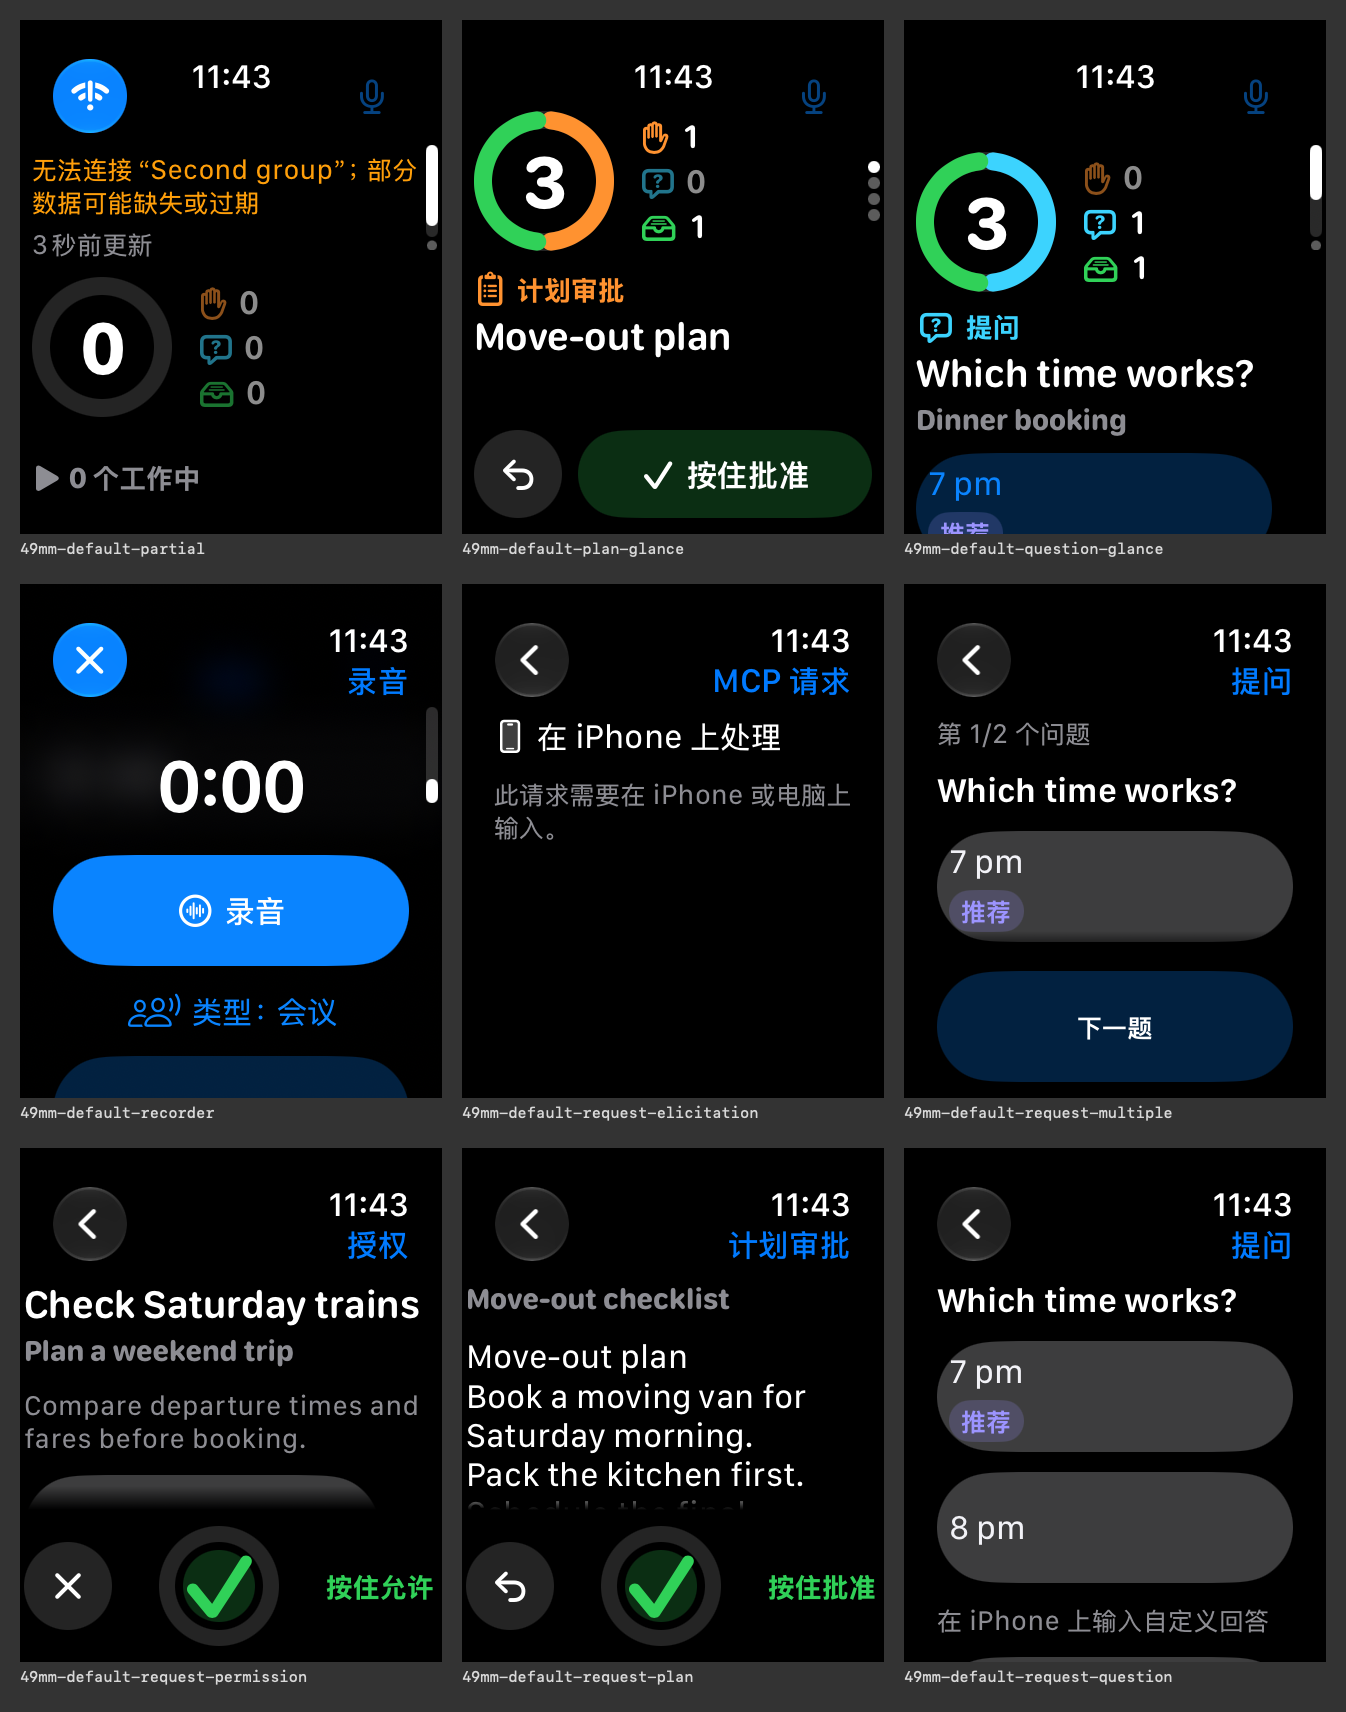 11:43
无法连接 “Second group”；部分
数据可能缺失或过期
3 秒前更新
0
0
0
0
0 个工作中
49mm-default-partial
11:43
3
1
0
1
计划审批
Move-out plan
按住批准
49mm-default-plan-glance
11:43
3
0
1
1
提问
Which time works?
Dinner booking
7 pm
推荐
49mm-default-question-glance
11:43
录音
0:00
录音
类型：会议
49mm-default-recorder
11:43
MCP 请求
在 iPhone 上处理
此请求需要在 iPhone 或电脑上
输入。
49mm-default-request-elicitation
11:43
提问
第 1/2 个问题
Which time works?
7 pm
推荐
下一题
49mm-default-request-multiple
11:43
授权
Check Saturday trains
Plan a weekend trip
Compare departure times and
fares before booking.
按住允许
49mm-default-request-permission
11:43
计划审批
Move-out checklist
Move-out plan
Book a moving van for
Saturday morning.
Pack the kitchen first.
Schedule the final
按住批准
49mm-default-request-plan
11:43
提问
Which time works?
7 pm
推荐
8 pm
在 iPhone 上输入自定义回答
49mm-default-request-question